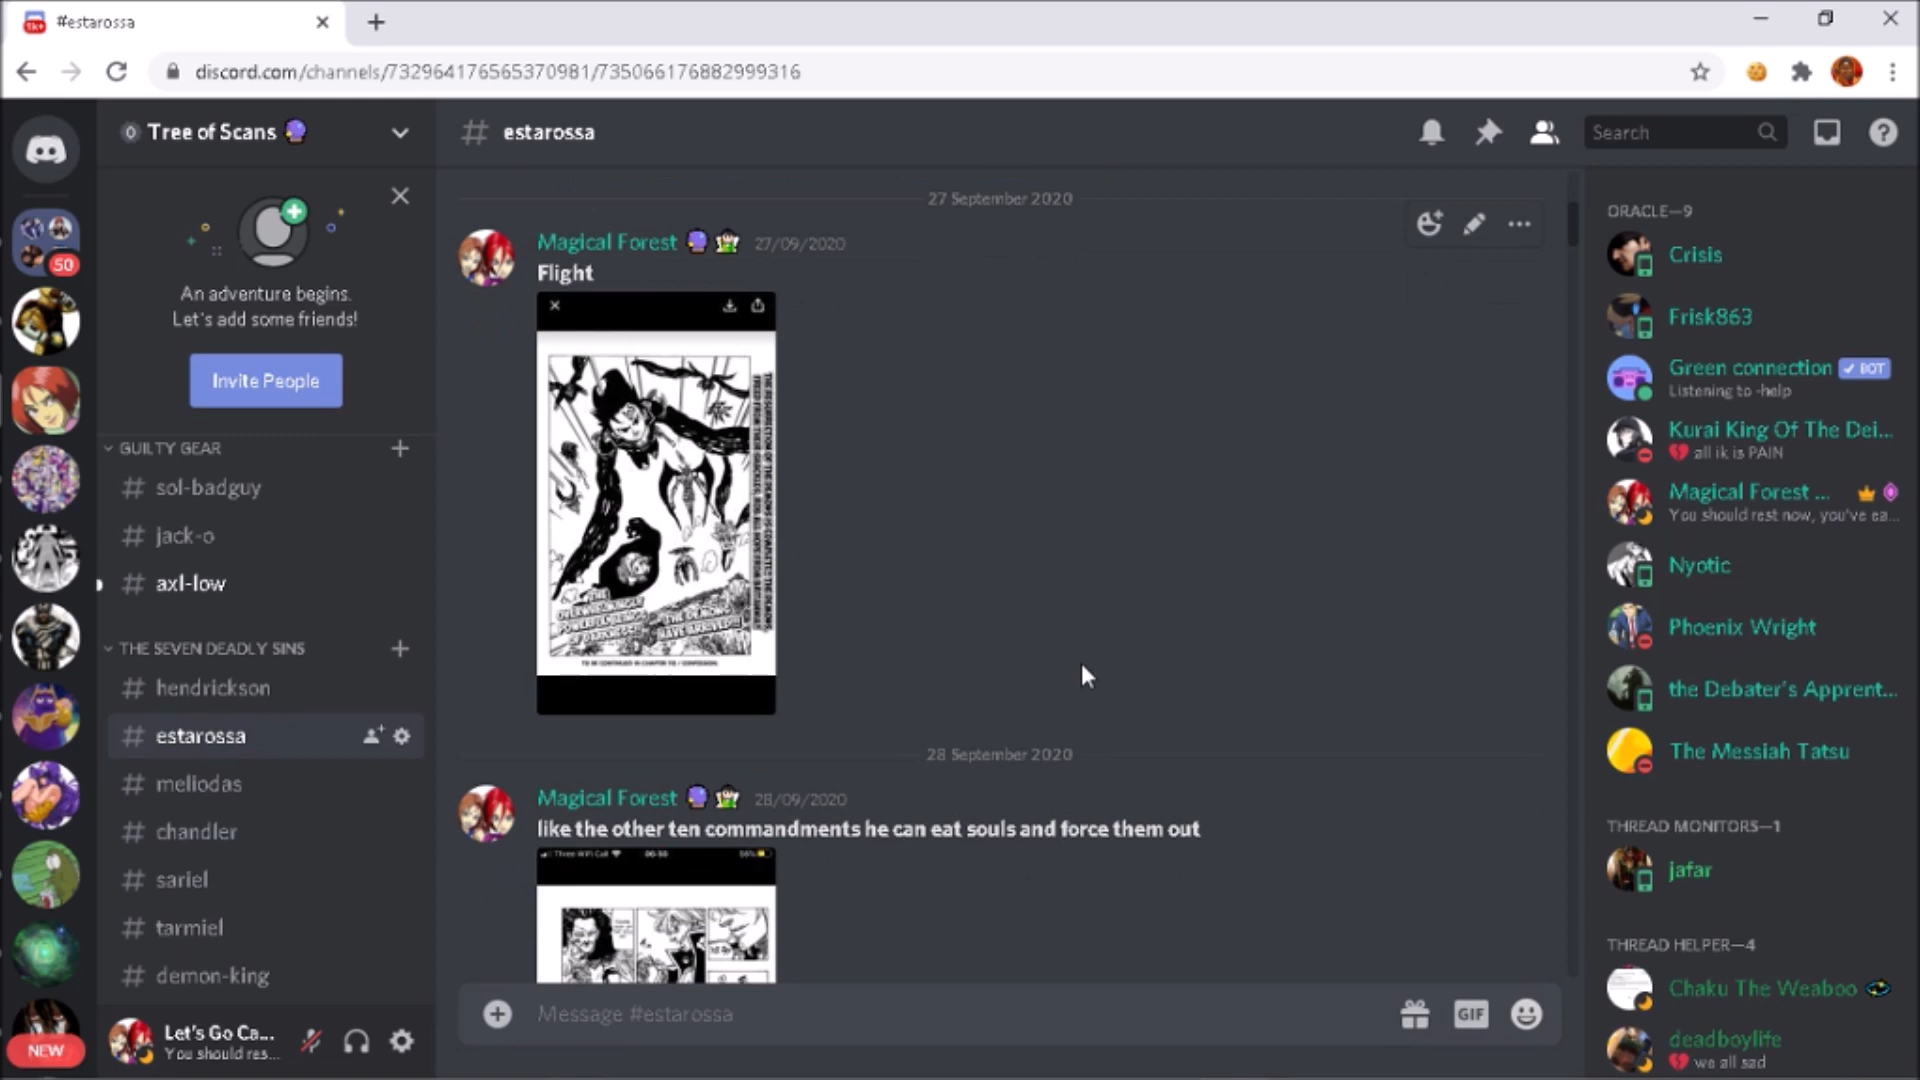 #estarossa
discord.com/channels/732964176565370981/735066176882999316
Tree of Scans
estarossa
Search
An adventure begins.
Let's add some friends!
Invite People
50
GUILTY GEAR
sol-badguy
jack-o
axl-low
THE SEVEN DEADLY SINS
hendrickson
estarossa
meliodas
chandler
sariel
tarmiel
demon-king
NEW
Let's Go Ca...
You should res...
27 September 2020
Magical Forest 27/09/2020
Flight
28 September 2020
Magical Forest 28/09/2020
like the other ten commandments he can eat souls and force them out
Message #estarossa
GIF
ORACLE—9
Crisis
Frisk863
Green connection BOT
Listening to -help
Kurai King Of The Dei...
all ik is PAIN
Magical Forest ...
You should rest now, you've ea...
Nyotic
Phoenix Wright
the Debater's Apprent...
The Messiah Tatsu
THREAD MONITORS—1
jafar
THREAD HELPER—4
Chaku The Weaboo
deadboylife
we all sad